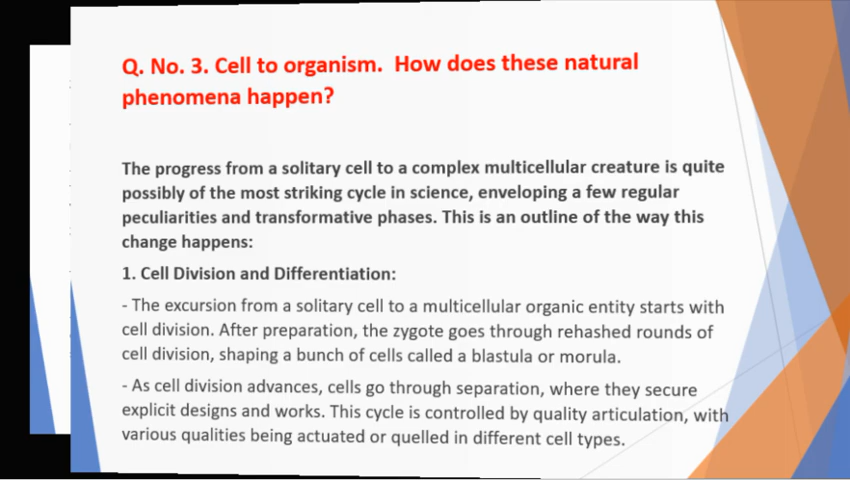 Q. No. 3. Cell to organism. How does these natural
phenomena happen?
The progress from a solitary cell to a complex multicellular creature is quite
possibly of the most striking cycle in science, enveloping a few regular
peculiarities and transformative phases. This is an outline of the way this
change happens:
1. Cell Division and Differentiation:
- The excursion from a solitary cell to a multicellular organic entity starts with
cell division. After preparation, the zygote goes through rehashed rounds of
cell division, shaping a bunch of cells called a blastula or morula.
- As cell division advances, cells go through separation, where they secure
explicit designs and works. This cycle is controlled by quality articulation, with
various qualities being actuated or quelled in different cell types.